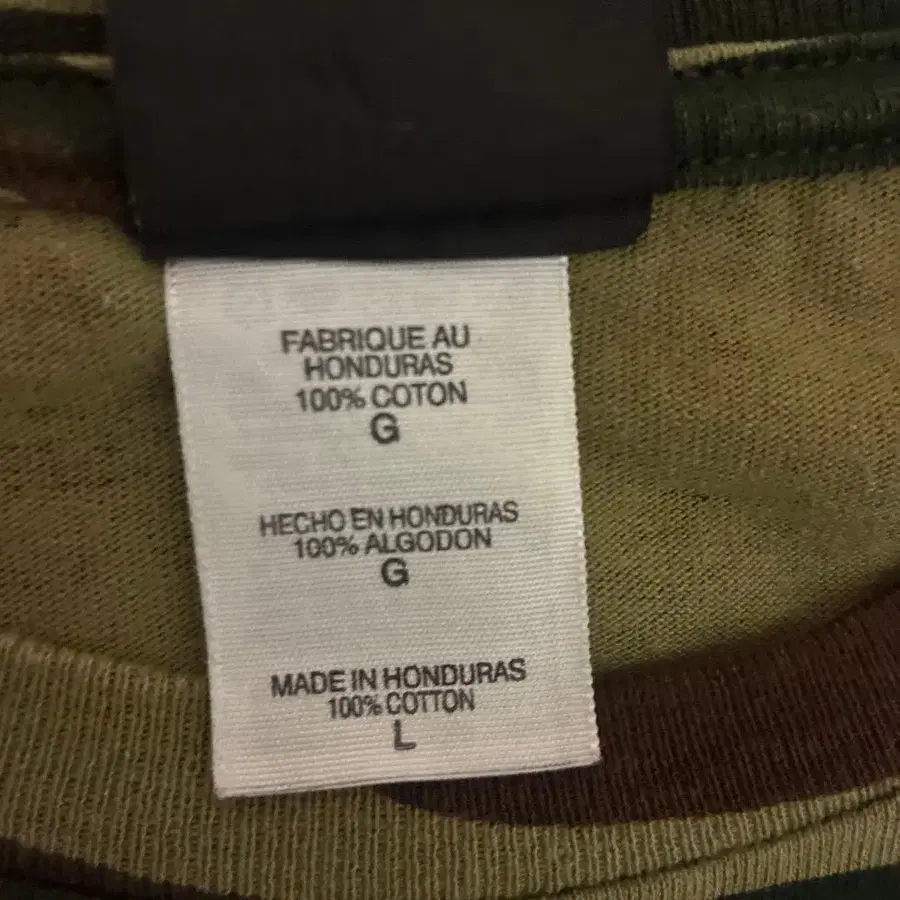 FABRIQUE AU
HONDURAS
100% COTON
G
HECHO EN HONDURAS
100% ALGODON
G
MADE IN HONDURAS
100% COTTON
L